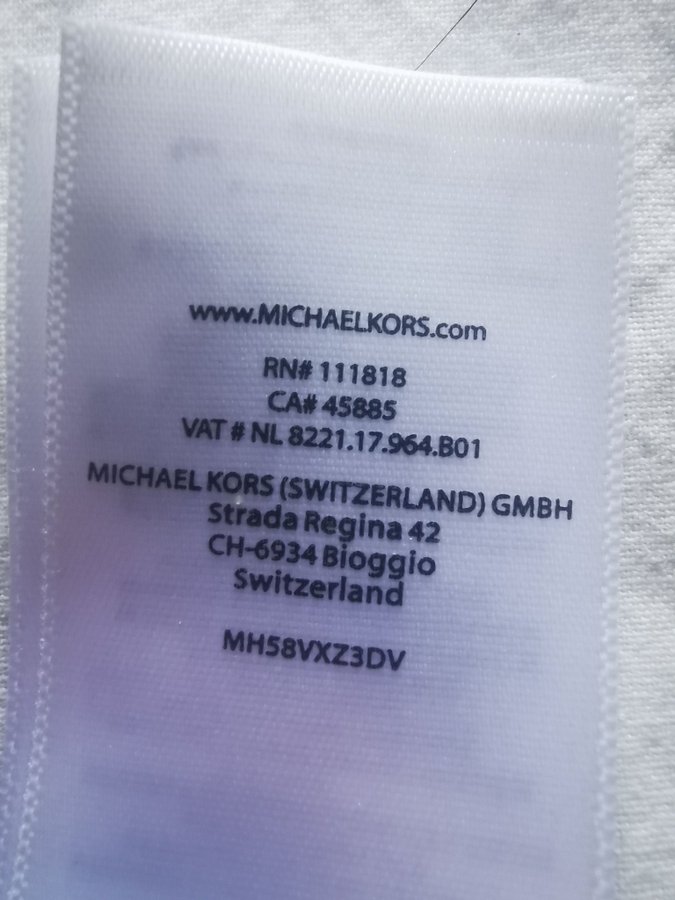 www.MICHAELKORS.com
RN# 111818
CA# 45885
VAT # NL 8221.17.964.B01
MICHAEL KORS (SWITZERLAND) GMBH
Strada Regina 42
CH-6934 Bioggio
Switzerland
MH58VXZ3DV